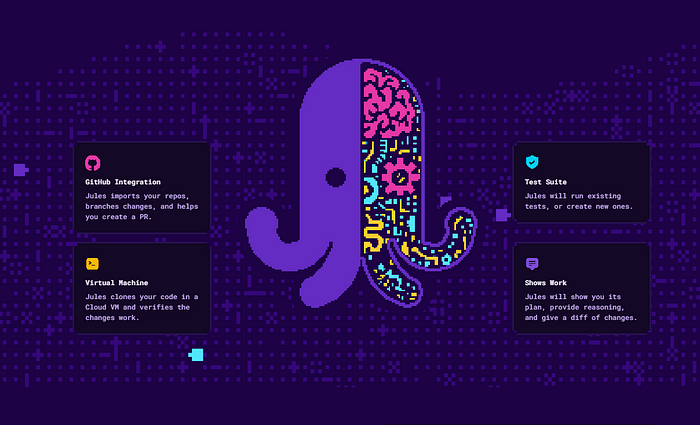 GitHub Integration
Jules imports your repos,
branches changes, and helps
you create a PR.
Virtual Machine
Jules clones your code in a
Cloud VM and verifies the
changes work.
Test Suite
Jules will run existing
tests, or create new ones.
Shows Work
Jules will show you its
plan, provide reasoning,
and give a diff of changes.